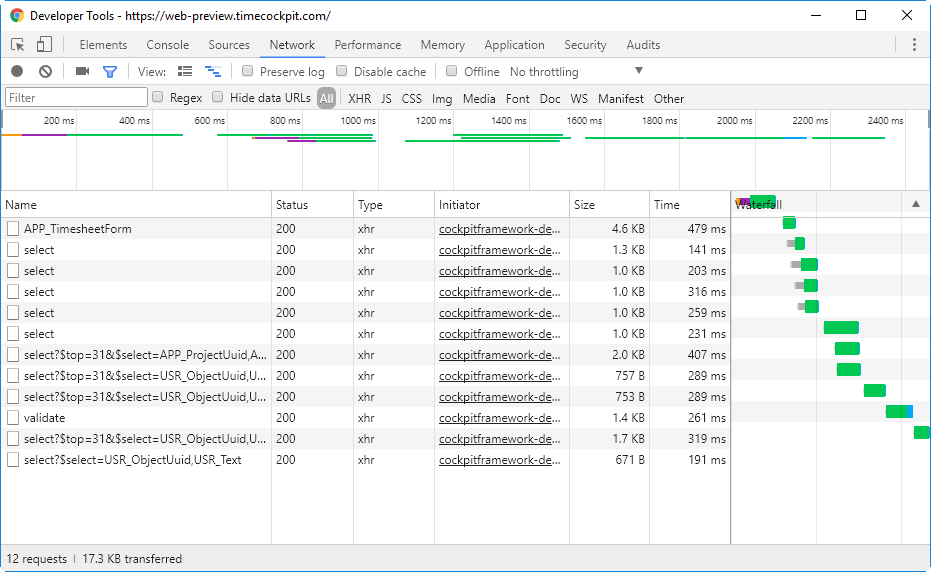 Developer Tools - https://web-preview.timecockpit.com/
Elements Console Sources Network Performance Memory Application Security Audits
View: Preserve log Disable cache Offline No throttling
Filter Regex Hide data URLs All XHR JS CSS Img Media Font Doc WS Manifest Other
200 ms 400 ms 600 ms 800 ms 1000 ms 1200 ms 1400 ms 1600 ms 1800 ms 2000 ms 2200 ms 2400 ms
Name Status Type Initiator Size Time Waterfall
APP_TimesheetForm 200 xhr cockpitframework-de... 4.6 KB 479 ms
select 200 xhr cockpitframework-de... 1.3 KB 141 ms
select 200 xhr cockpitframework-de... 1.0 KB 203 ms
select 200 xhr cockpitframework-de... 1.0 KB 316 ms
select 200 xhr cockpitframework-de... 1.0 KB 259 ms
select 200 xhr cockpitframework-de... 1.0 KB 231 ms
select?$top=31&$select=APP_ProjectUuid,A... 200 xhr cockpitframework-de... 2.0 KB 407 ms
select?$top=31&$select=USR_ObjectUuid,U... 200 xhr cockpitframework-de... 757 B 289 ms
select?$top=31&$select=USR_ObjectUuid,U... 200 xhr cockpitframework-de... 753 B 289 ms
validate 200 xhr cockpitframework-de... 1.4 KB 261 ms
select?$top=31&$select=USR_ObjectUuid,U... 200 xhr cockpitframework-de... 1.7 KB 319 ms
select?$select=USR_ObjectUuid,USR_Text 200 xhr cockpitframework-de... 671 B 191 ms
12 requests | 17.3 KB transferred